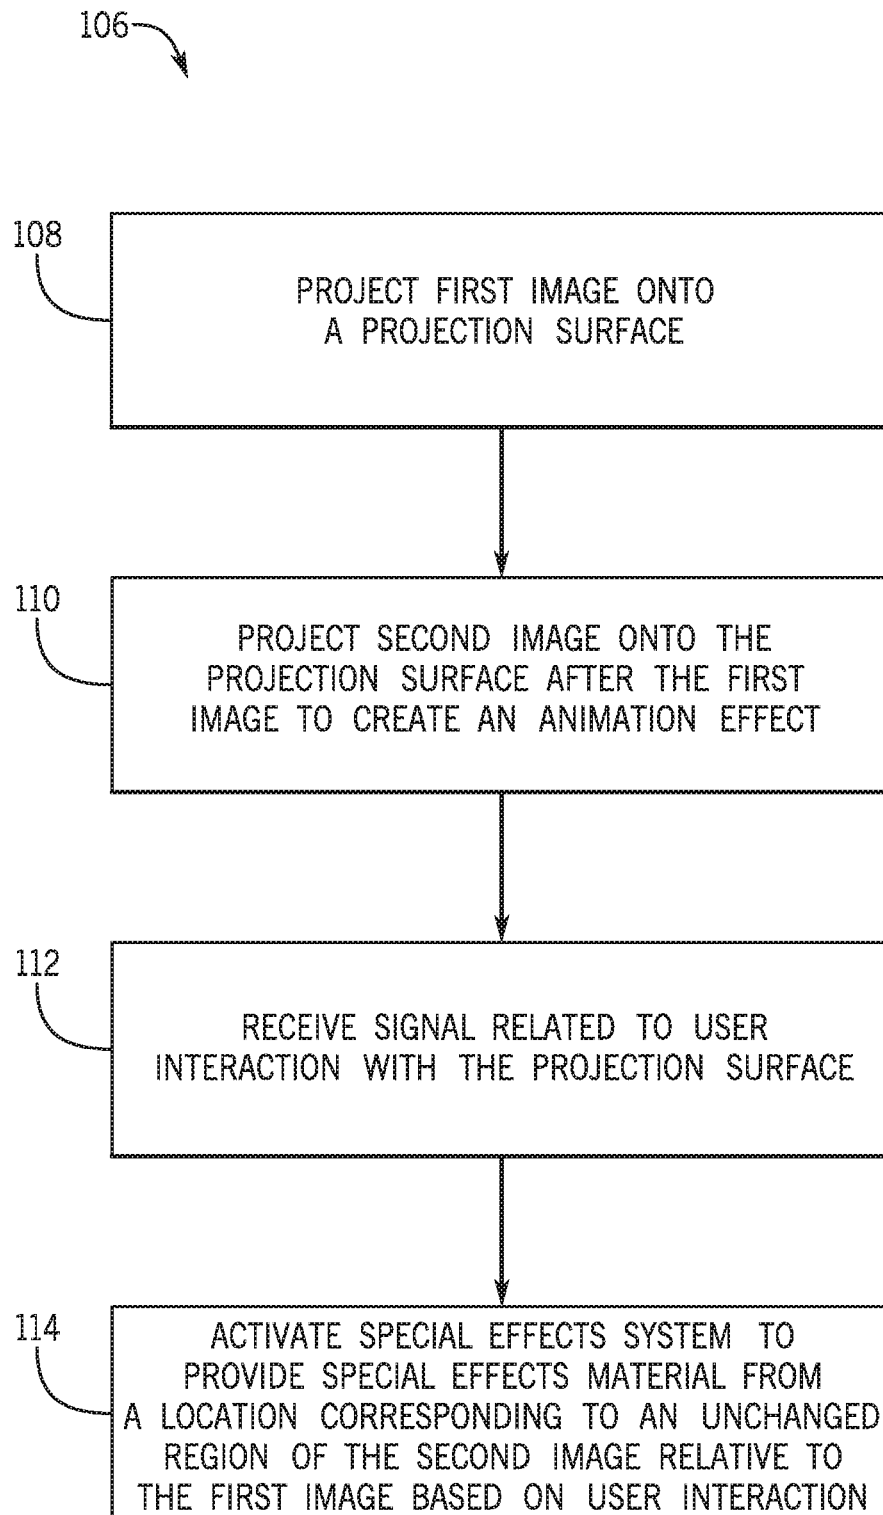 106
108
PROJECT FIRST IMAGE ONTO
A PROJECTION SURFACE
110
PROJECT SECOND IMAGE ONTO THE
PROJECTION SURFACE AFTER THE FIRST
IMAGE TO CREATE AN ANIMATION EFFECT
112
RECEIVE SIGNAL RELATED TO USER
INTERACTION WITH THE PROJECTION SURFACE
114
ACTIVATE SPECIAL EFFECTS SYSTEM TO
PROVIDE SPECIAL EFFECTS MATERIAL FROM
A LOCATION CORRESPONDING TO AN UNCHANGED
REGION OF THE SECOND IMAGE RELATIVE TO
THE FIRST IMAGE BASED ON USER INTERACTION